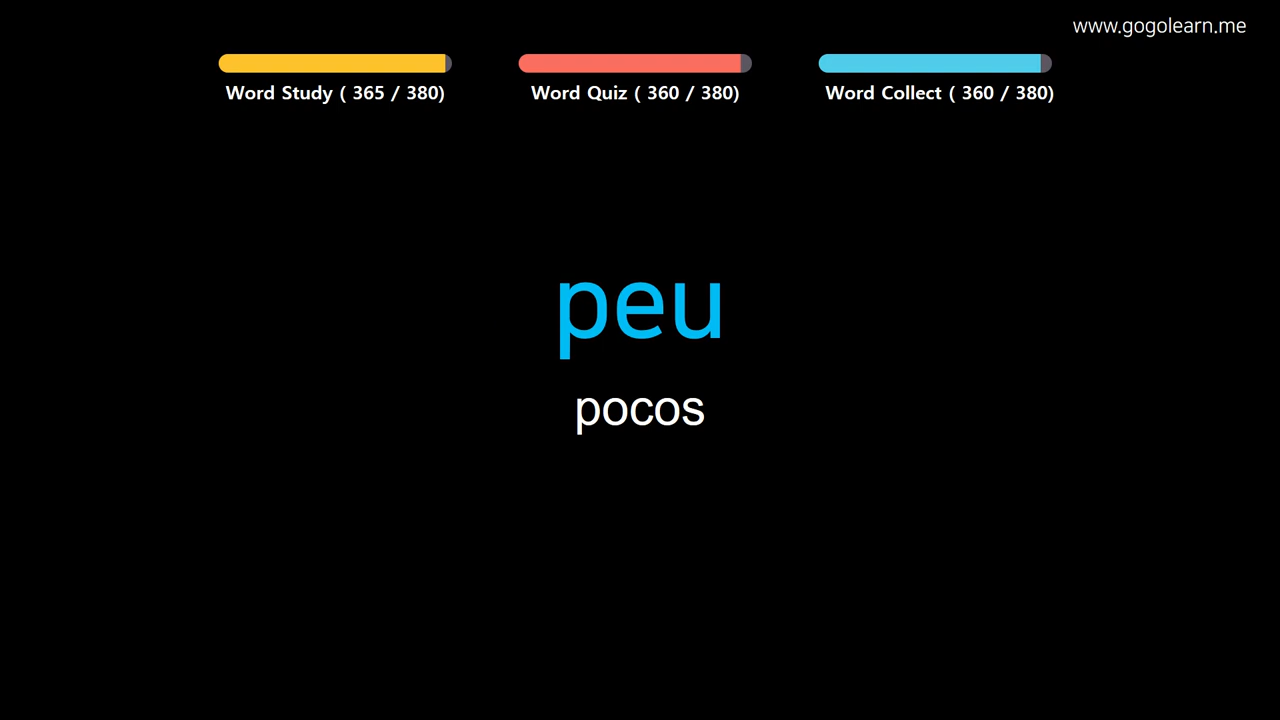 www.gogolearn.me
Word Study ( 365 / 380)
Word Quiz ( 360 / 380)
Word Collect ( 360 / 380)
peu
pocos